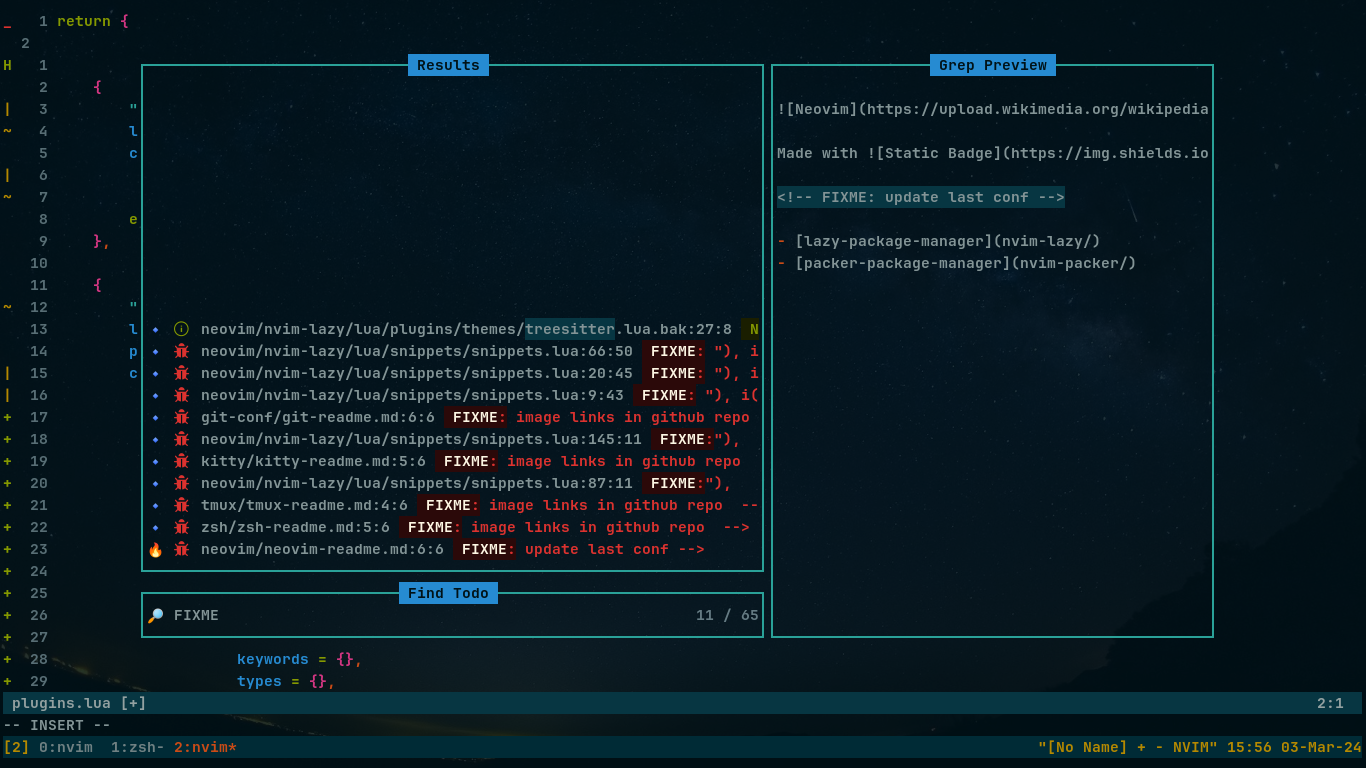 _ 1 return {
2
H 1
2 {
| 3 "
~ 4 l
5 c
| 6
~ 7
8 e
9 },
10
11 {
~ 12 "
13 l
14 p
| 15 c
| 16
+ 17
+ 18
+ 19
+ 20
+ 21
+ 22
+ 23
+ 24
+ 25
+ 26
+ 27
+ 28 keywords = {},
+ 29 types = {},
Results
neovim/nvim-lazy/lua/plugins/themes/treesitter.lua.bak:27:8 N
neovim/nvim-lazy/lua/snippets/snippets.lua:66:50 FIXME: "), i
neovim/nvim-lazy/lua/snippets/snippets.lua:20:45 FIXME: "), i
neovim/nvim-lazy/lua/snippets/snippets.lua:9:43 FIXME: "), i(
git-conf/git-readme.md:6:6 FIXME: image links in github repo
neovim/nvim-lazy/lua/snippets/snippets.lua:145:11 FIXME:"),
kitty/kitty-readme.md:5:6 FIXME: image links in github repo
neovim/nvim-lazy/lua/snippets/snippets.lua:87:11 FIXME:"),
tmux/tmux-readme.md:4:6 FIXME: image links in github repo --
zsh/zsh-readme.md:5:6 FIXME: image links in github repo -->
🔥 neovim/neovim-readme.md:6:6 FIXME: update last conf -->
Find Todo
🔎 FIXME 11 / 65
Grep Preview
![Neovim](https://upload.wikimedia.org/wikipedia
Made with ![Static Badge](https://img.shields.io
<!-- FIXME: update last conf -->
- [lazy-package-manager](nvim-lazy/)
- [packer-package-manager](nvim-packer/)
plugins.lua [+] 2:1
-- INSERT --
[2] 0:nvim 1:zsh- 2:nvim* "[No Name] + - NVIM" 15:56 03-Mar-24